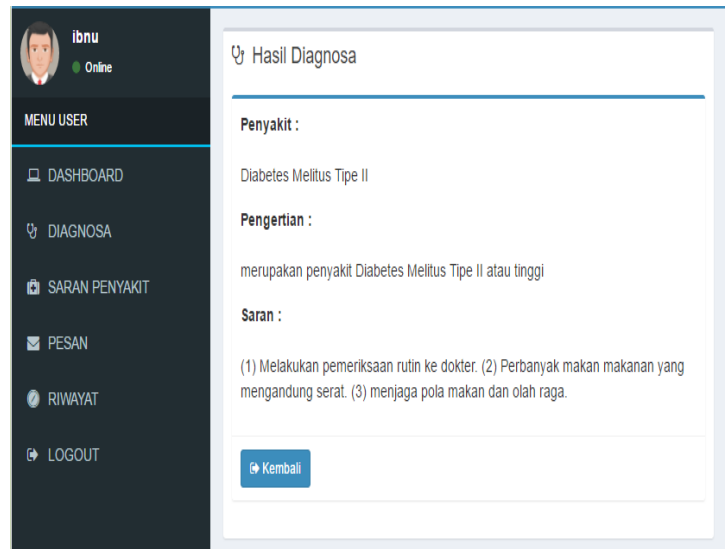 ibnu
Online
MENU USER
DASHBOARD
DIAGNOSA
SARAN PENYAKIT
PESAN
RIWAYAT
LOGOUT
Hasil Diagnosa
Penyakit :
Diabetes Melitus Tipe II
Pengertian :
merupakan penyakit Diabetes Melitus Tipe II atau tinggi
Saran :
(1) Melakukan pemeriksaan rutin ke dokter. (2) Perbanyak makan makanan yang
mengandung serat. (3) menjaga pola makan dan olah raga.
Kembali